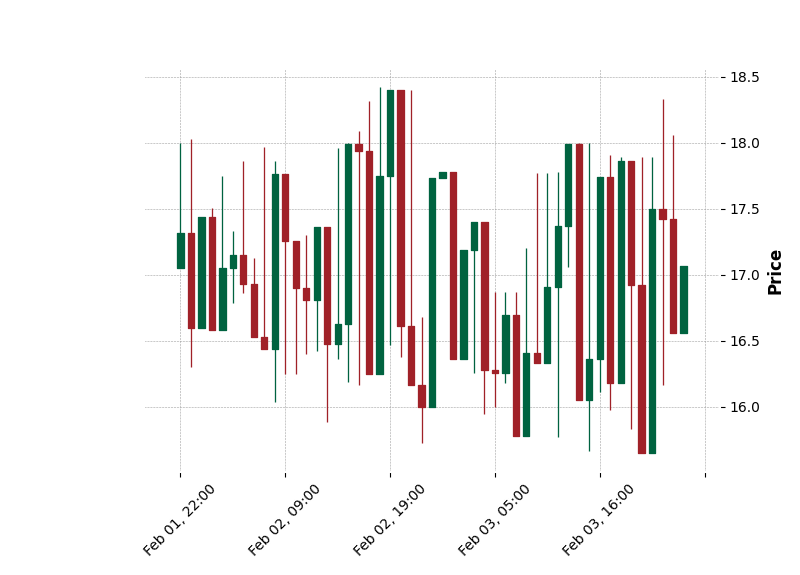 18.5
18.0
17.5
17.0
16.5
16.0
Price
Feb 01, 22:00
Feb 02, 09:00
Feb 02, 19:00
Feb 03, 05:00
Feb 03, 16:00